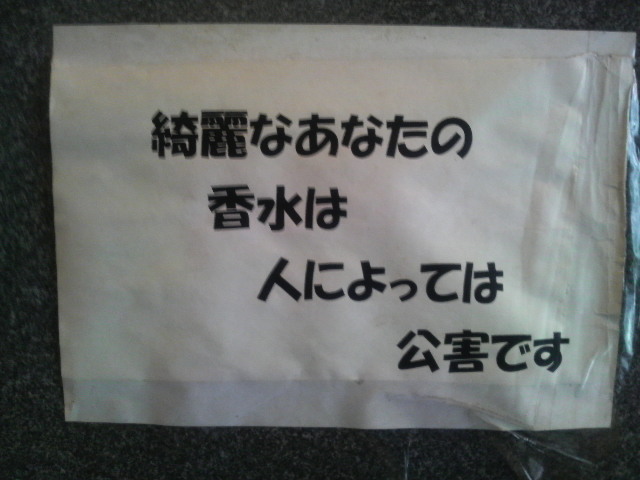 綺麗なあなたの
香水は
人によっては
公害です